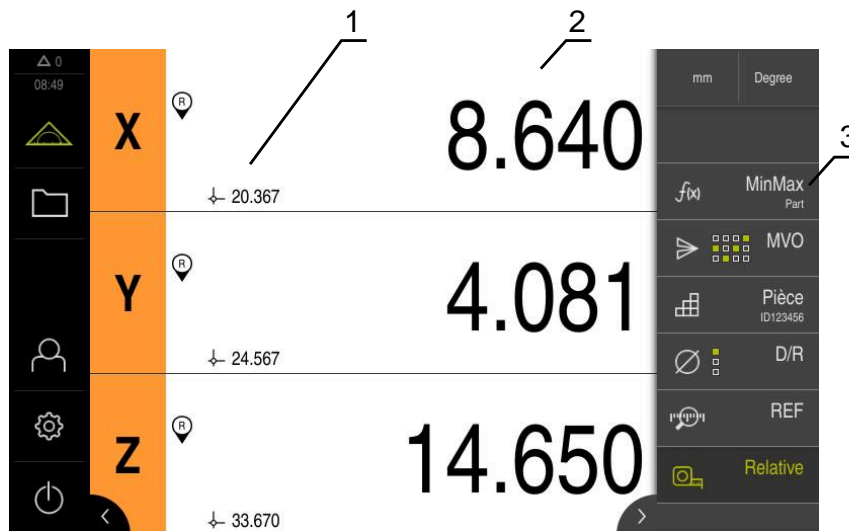 1
2
3
0
08:49
X
R
8.640
20.367
Y
R
4.081
24.567
Z
R
14.650
33.670
mm
Degree
f(x)
MinMax
Part
MVO
Pièce
ID123456
D/R
REF
Relative